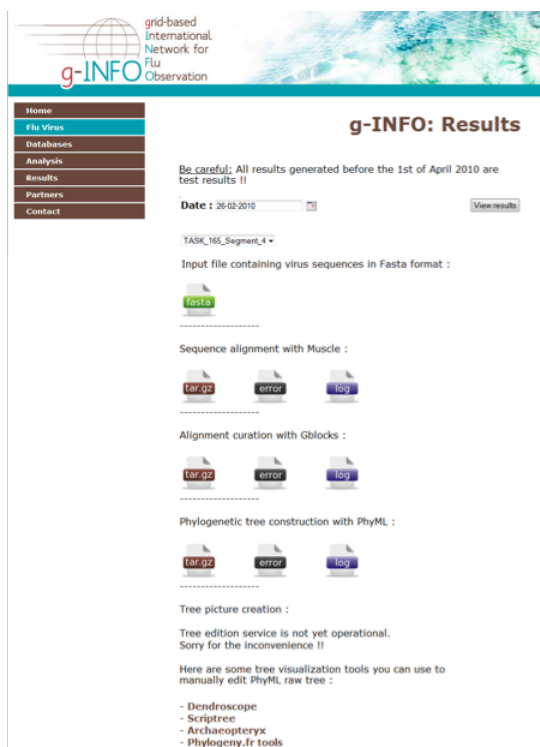 grid-based
International
Network for
g-INFO
Flu
Observation
Home
Flu Virus
Databases
Analysis
Results
Partners
Contact
g-INFO: Results
Be careful: All results generated before the 1st of April 2010 are
test results !!
Date : 26-02-2010
View results
TASK_165_Segment_4
Input file containing virus sequences in Fasta format :
fasta
-------------------
Sequence alignment with Muscle :
tar.gz error log
-------------------
Alignment curation with Gblocks :
tar.gz error log
-------------------
Phylogenetic tree construction with PhyML :
tar.gz error log
-------------------
Tree picture creation :
Tree edition service is not yet operational.
Sorry for the inconvenience !!
Here are some tree visualization tools you can use to
manually edit PhyML raw tree :
- Dendroscope
- Scriptree
- Archaeopteryx
- Phylogeny.fr tools